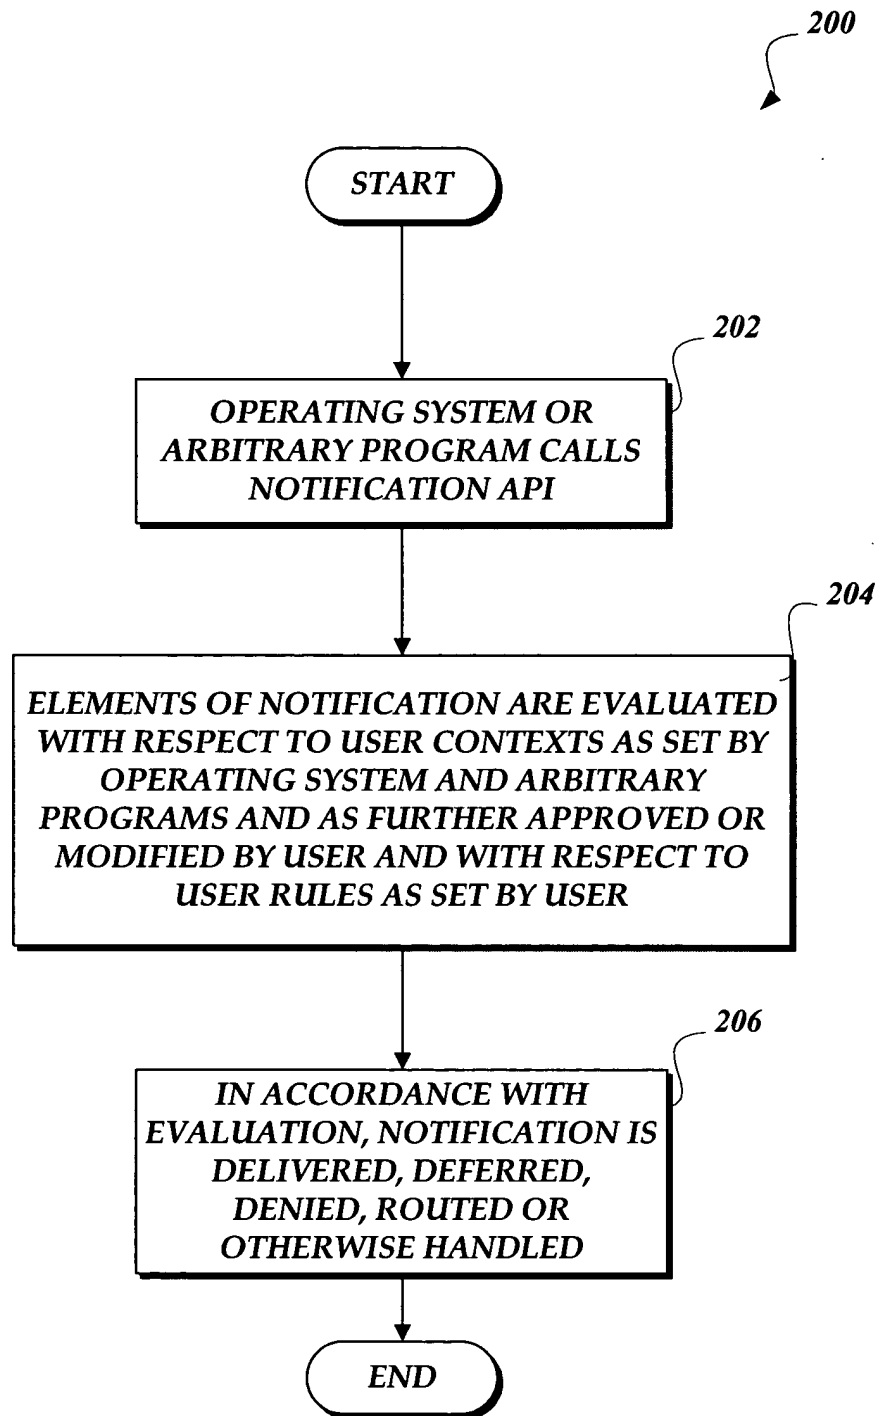 200
START
202
OPERATING SYSTEM OR
ARBITRARY PROGRAM CALLS
NOTIFICATION API
204
ELEMENTS OF NOTIFICATION ARE EVALUATED
WITH RESPECT TO USER CONTEXTS AS SET BY
OPERATING SYSTEM AND ARBITRARY
PROGRAMS AND AS FURTHER APPROVED OR
MODIFIED BY USER AND WITH RESPECT TO
USER RULES AS SET BY USER
206
IN ACCORDANCE WITH
EVALUATION, NOTIFICATION IS
DELIVERED, DEFERRED,
DENIED, ROUTED OR
OTHERWISE HANDLED
END